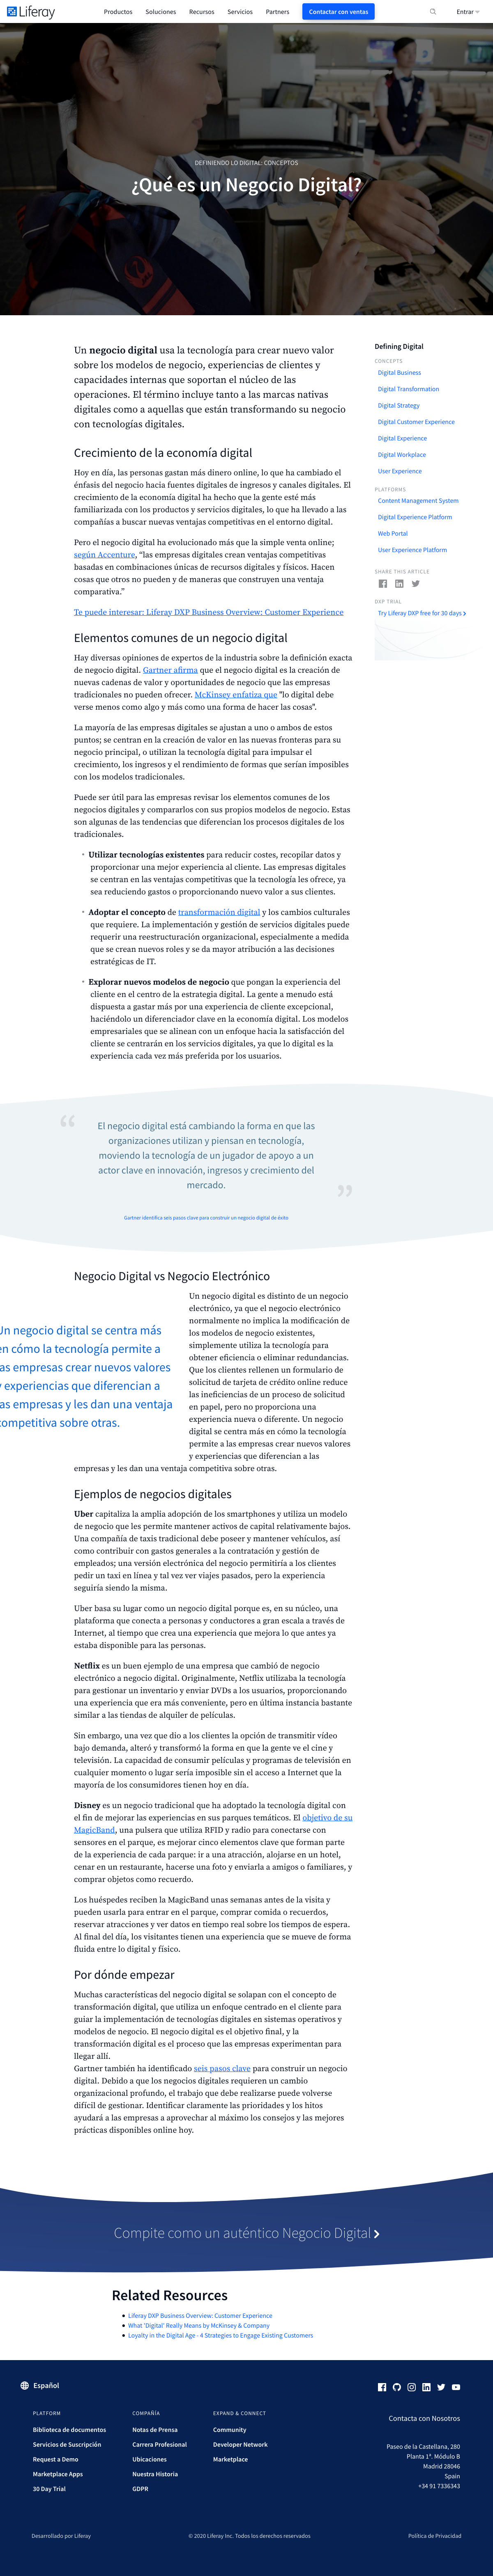 Liferay
Productos
Soluciones
Recursos
Servicios
Partners
Contactar con ventas
Entrar
DEFINIENDO LO DIGITAL: CONCEPTOS
¿Qué es un Negocio Digital?
Un negocio digital usa la tecnología para crear nuevo valor
sobre los modelos de negocio, experiencias del cliente y
capacidades internas que soportan el el núcleo de las
operaciones. El término incluye tanto a las marcas nativas
digitales como a aquellas que están transformando su negocio
con tecnologías digitales.
Crecimiento de la economía digital
Hoy en día, las personas gastan más dinero online, lo que ha cambiado el
énfasis del negocio hacia fuentes digitales de ingresos y canales digitales. El
crecimiento de la economía digital ha hecho que la gente esté más
familiarizada con los productos y servicios digitales, lo que ha llevado a las
compañías a buscar nuevas ventajas competitivas en el entorno digital.
Pero el negocio digital ha evolucionado más que la simple venta online;
según Accenture, "las empresas digitales crean ventajas competitivas
basadas en combinaciones únicas de recursos digitales y físicos. Hacen
cosas que otros no pueden y de manera que construyen una ventaja
comparativa."
Te puede interesar: Liferay DXP Business Overview: Customer Experience
Elementos comunes de un negocio digital
Hay diversas opiniones de expertos de la industria sobre la definición exacta
de negocio digital. Gartner afirma que el negocio digital es la creación de
nuevas cadenas de valor y oportunidades de negocio que las empresas
tradicionales no pueden ofrecer. McKinsey enfatiza que "lo digital debe
verse menos como algo y más como una forma de hacer las cosas".
La mayoría de las empresas digitales se ajustan a uno o ambos de estos
puntos; se centran en la creación de valor en las nuevas fronteras para su
negocio principal, o utilizan la tecnología digital para impulsar el
crecimiento, los ingresos y el rendimiento de formas que serían imposibles
con los modelos tradicionales.
Puede ser útil para las empresas revisar los elementos comunes de los
negocios digitales y compararlos con sus propios modelos de negocio. Estas
son algunas de las tendencias que diferencian los procesos digitales de los
tradicionales.
Utilizar tecnologías existentes para reducir costes, recopilar datos y
proporcionar una mejor experiencia al cliente. Las empresas digitales
se centran en las ventajas competitivas que la tecnología les ofrece, ya
sea reduciendo gastos o proporcionando nuevo valor a sus clientes.
Adoptar el concepto de transformación digital y los cambios culturales
que requiere. La implementación y gestión de servicios digitales puede
requerir una reestructuración organizacional, especialmente a medida
que se crean nuevos roles y se da mayor atribución a las decisiones
estratégicas de IT.
Explorar nuevos modelos de negocio que pongan la experiencia del
cliente en el centro de la estrategia digital. La gente a menudo está
dispuesta a gastar más por una experiencia de cliente excepcional,
haciéndolo un diferenciador clave en la economía digital. Los modelos
empresariales que se alinean con un enfoque hacia la satisfacción del
cliente se centrarán en los servicios digitales, ya que lo digital es la
experiencia cada vez más preferida por los usuarios.
“
El negocio digital está cambiando la forma en que las
organizaciones utilizan y piensan en tecnología,
moviendo la tecnología de un jugador de apoyo a un
actor clave en innovación, ingresos y crecimiento del
mercado.
”
Gartner identifica seis pasos clave para construir un negocio digital de éxito
Negocio Digital vs Negocio Electrónico
Un negocio digital se centra más
en cómo la tecnología permite a
las empresas crear nuevos valores
y experiencias que diferencian a
las empresas y les dan una ventaja
competitiva sobre otras.
Un negocio digital es distinto de un negocio
electrónico, ya que el negocio electrónico
normalmente no implica la modificación de
los modelos de negocio existentes,
simplemente utiliza la tecnología para
obtener eficiencia o eliminar redundancias.
Que los clientes rellenen un formulario de
solicitud de tarjeta de crédito online reduce
las ineficiencias de un proceso de solicitud
en papel, pero no proporciona una
experiencia nueva o diferente. Un negocio
digital se centra más en cómo la tecnología
permite a las empresas crear nuevos valores
y experiencias que diferencian a las
empresas y les dan una ventaja competitiva sobre otras.
Ejemplos de negocios digitales
Uber capitaliza la amplia adopción de los smartphones y utiliza un modelo
de negocio que les permite mantener activos de capital relativamente bajos.
Una compañía de taxis tradicional debe poseer y mantener vehículos, así
como contribuir con gastos generales a la contratación y gestión de
empleados; una versión electrónica del negocio permitiría a los clientes
pedir un taxi en línea y tal vez ver viajes pasados, pero la experiencia
seguiría siendo la misma.
Uber basa su lugar como un negocio digital porque es, en su núcleo, una
plataforma que conecta a personas y conductores a gran escala a través de
Internet, al tiempo que crea una experiencia que mejora lo que antes ya
estaba disponible para las personas.
Netflix es un buen ejemplo de una empresa que cambió de negocio
electrónico a negocio digital. Originalmente, Netflix utilizaba la tecnología
para gestionar un inventario y enviar DVDs a los usuarios, proporcionando
una experiencia que era más conveniente, pero en última instancia bastante
similar a las tiendas de alquiler de películas.
Sin embargo, una vez que dio a los clientes la opción de transmitir vídeo
bajo demanda, alteró y transformó la forma en que la gente ve el cine y
televisión. La capacidad de consumir películas y programas de televisión en
cualquier momento o lugar sería imposible sin el acceso a Internet que la
mayoría de los consumidores tienen hoy en día.
Disney es un negocio tradicional que ha adoptado la tecnología digital con
el fin de mejorar las experiencias en sus parques temáticos. El objetivo de su
MagicBand, una pulsera que utiliza RFID y radio para conectarse con
sensores en el parque, es mejorar cinco elementos clave que forman parte
de la experiencia de cada parque: ir a una atracción, alojarse en un hotel,
cenar en un restaurante, hacerse una foto y enviarla a amigos o familiares, y
comprar objetos como recuerdo.
Los huéspedes reciben la MagicBand unas semanas antes de la visita y
pueden usarla para entrar en el parque, comprar comida o recuerdos,
reservar atracciones y ver datos en tiempo real sobre los tiempos de espera.
Al final del día, los visitantes tienen una experiencia que se mueve de forma
fluida entre lo digital y físico.
Por dónde empezar
Muchas características del negocio digital se solapan con el concepto de
transformación digital, que utiliza un enfoque centrado en el cliente para
guiar la implementación de tecnologías digitales en sistemas operativos y
modelos de negocio. El negocio digital es el objetivo final, y la
transformación digital es el proceso que las empresas experimentan para
llegar allí.
Gartner también ha identificado seis pasos clave para construir un negocio
digital. Debido a que los negocios digitales requieren un cambio
organizacional profundo, el trabajo que debe realizarse puede volverse
difícil de gestionar. Identificar claramente las prioridades y los hitos
ayudará a las empresas a aprovechar al máximo los consejos y las mejores
prácticas disponibles online hoy.
Defining Digital
CONCEPTS
Digital Business
Digital Transformation
Digital Strategy
Digital Customer Experience
Digital Experience
Digital Workplace
User Experience
PLATFORMS
Content Management System
Digital Experience Platform
Web Portal
User Experience Platform
SHARE THIS ARTICLE
DXP TRIAL
Try Liferay DXP free for 30 days
Compite como un auténtico Negocio Digital
Related Resources
Liferay DXP Business Overview: Customer Experience
What 'Digital' Really Means by McKinsey & Company
Loyalty in the Digital Age - 4 Strategies to Engage Existing Customers
Español
PLATFORM
Biblioteca de documentos
Servicios de Suscripción
Request a Demo
Marketplace Apps
30 Day Trial
COMPAÑÍA
Notas de Prensa
Carrera Profesional
Ubicaciones
Nuestra Historia
GDPR
EXPAND & CONNECT
Community
Developer Network
Marketplace
Contacta con Nosotros
Paseo de la Castellana, 280
Planta 1ª. Módulo B
Madrid 28046
Spain
+34 91 7336343
Desarrollado por Liferay
© 2020 Liferay Inc. Todos los derechos reservados
Política de Privacidad